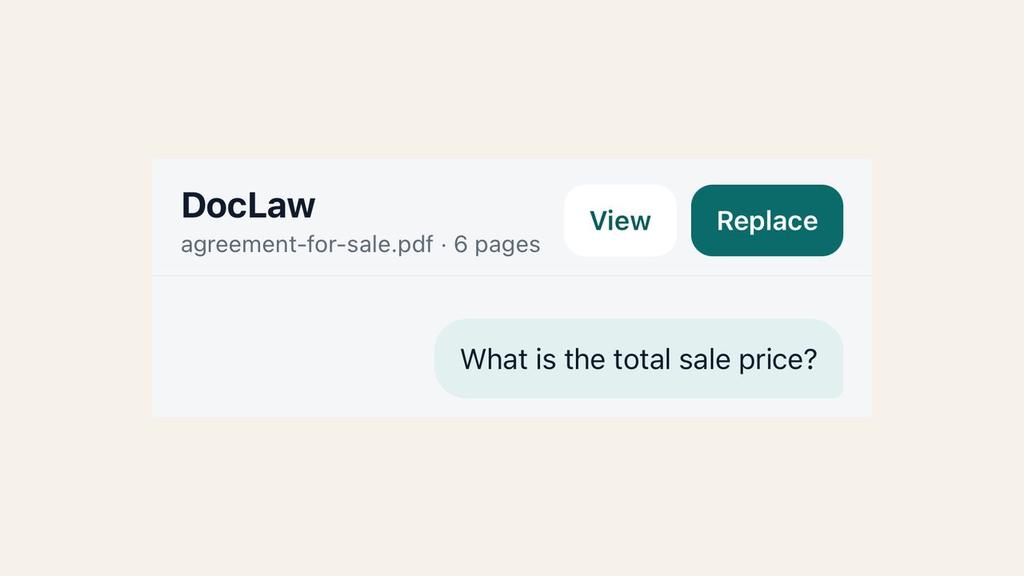 DocLaw
agreement-for-sale.pdf · 6 pages
View
Replace
What is the total sale price?